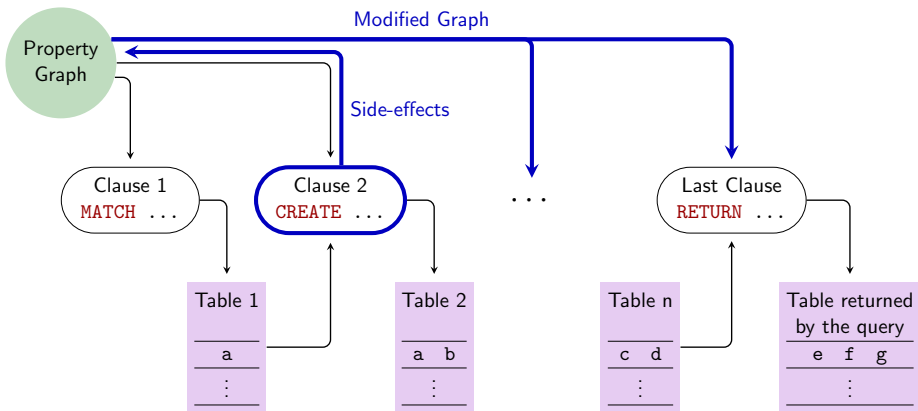 Modified Graph
Property
Graph
Side-effects
Clause 1
MATCH ...
Clause 2
CREATE ...
...
Last Clause
RETURN ...
Table 1
a
⋮
Table 2
a b
⋮
Table n
c d
⋮
Table returned
by the query
e f g
⋮